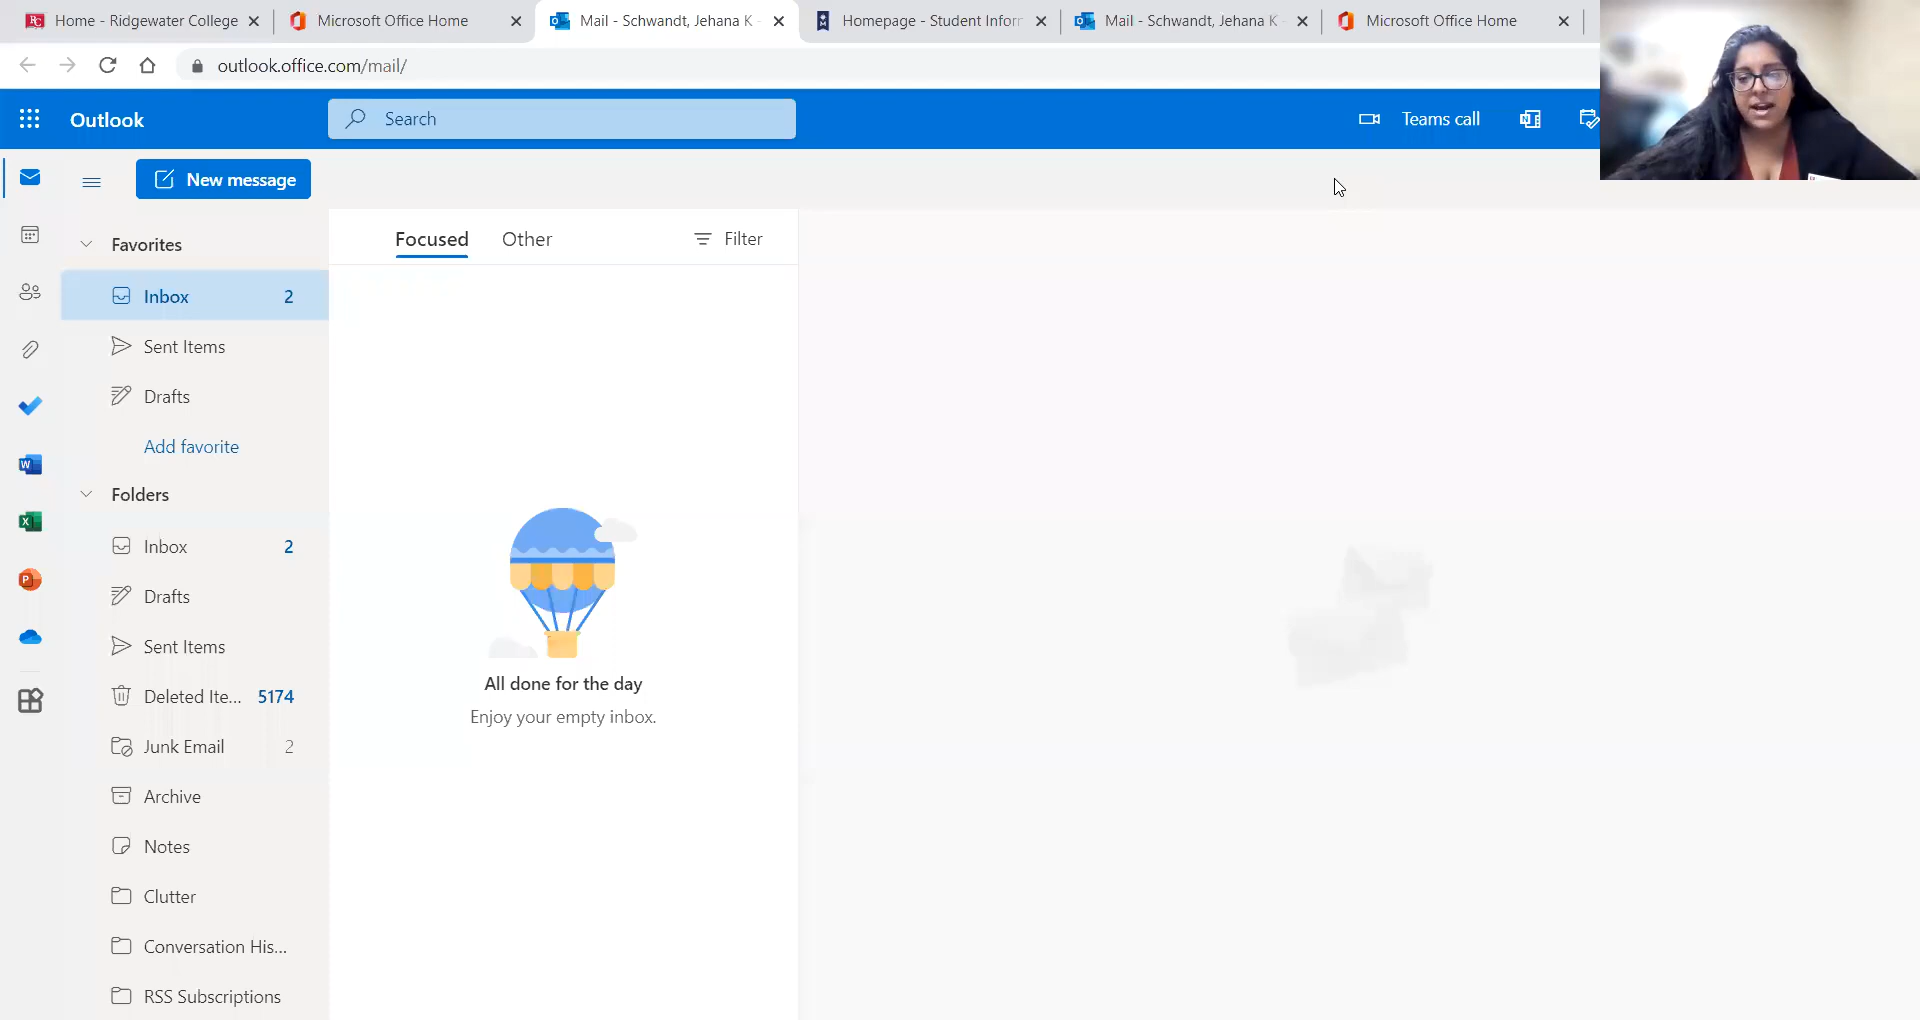 Home - Ridgewater College
Microsoft Office Home
Mail - Schwandt, Jehana K -
Homepage - Student Inforr
Mail - Schwandt, Jehana K -
Microsoft Office Home
outlook.office.com/mail/
Outlook
Search
Teams call
New message
Favorites
Inbox 2
Sent Items
Drafts
Add favorite
Folders
Inbox 2
Drafts
Sent Items
Deleted Ite... 5174
Junk Email 2
Archive
Notes
Clutter
Conversation His...
RSS Subscriptions
Focused Other Filter
All done for the day
Enjoy your empty inbox.